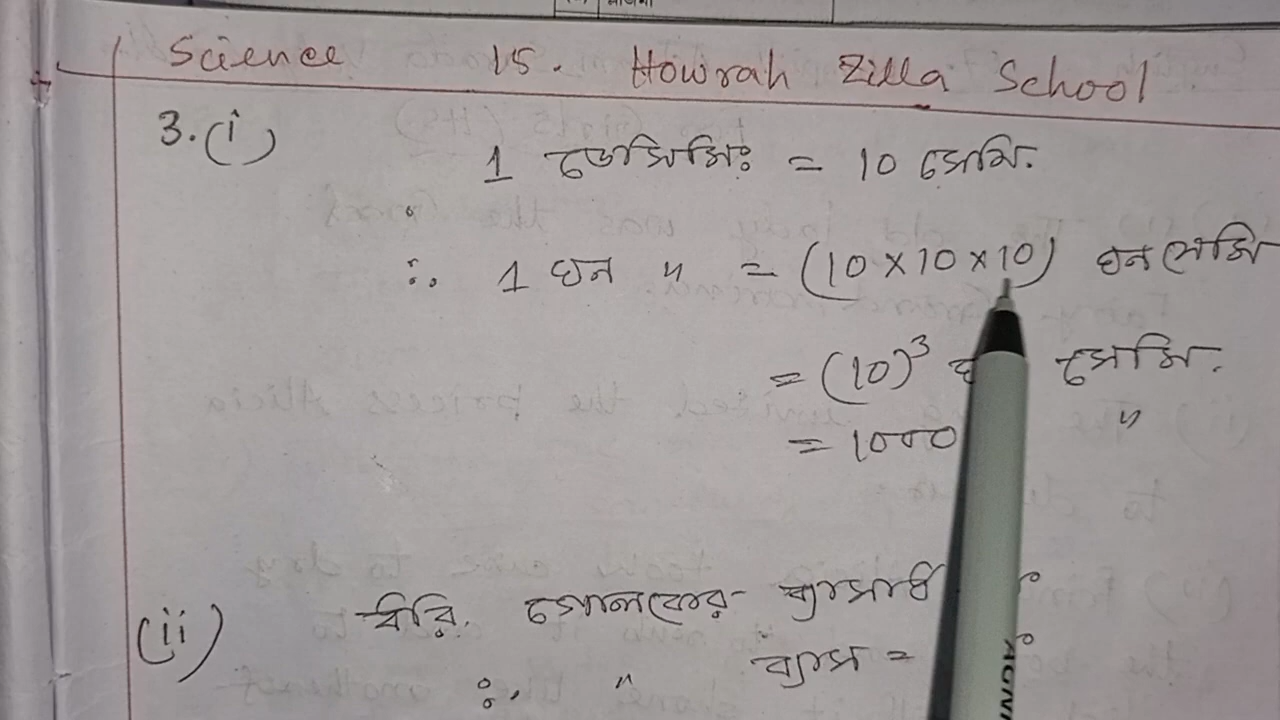 Science 15. Howrah Zilla School
3.(i) 1 ডেসিমিঃ = 10 সেমি.
∴ 1 ঘন " = (10 × 10 × 10) ঘন সেমি
= (10)³ ঘ সেমি.
= 1000 "
(ii) ধরি, গোলকের ব্যাসার্ধ
∴ " ব্যাস =